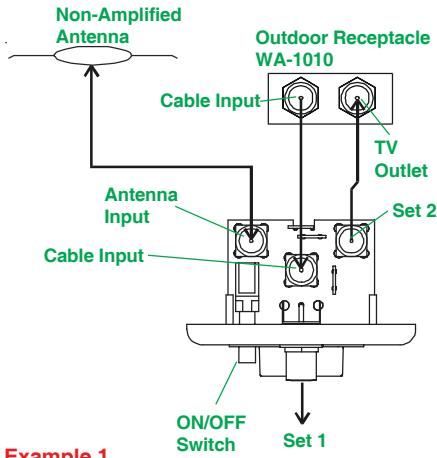 Non-Amplified
Antenna
Outdoor Receptacle
WA-1010
Cable Input
TV
Outlet
Antenna
Input
Set 2
Cable Input
ON/OFF
Switch
Set 1
Example 1